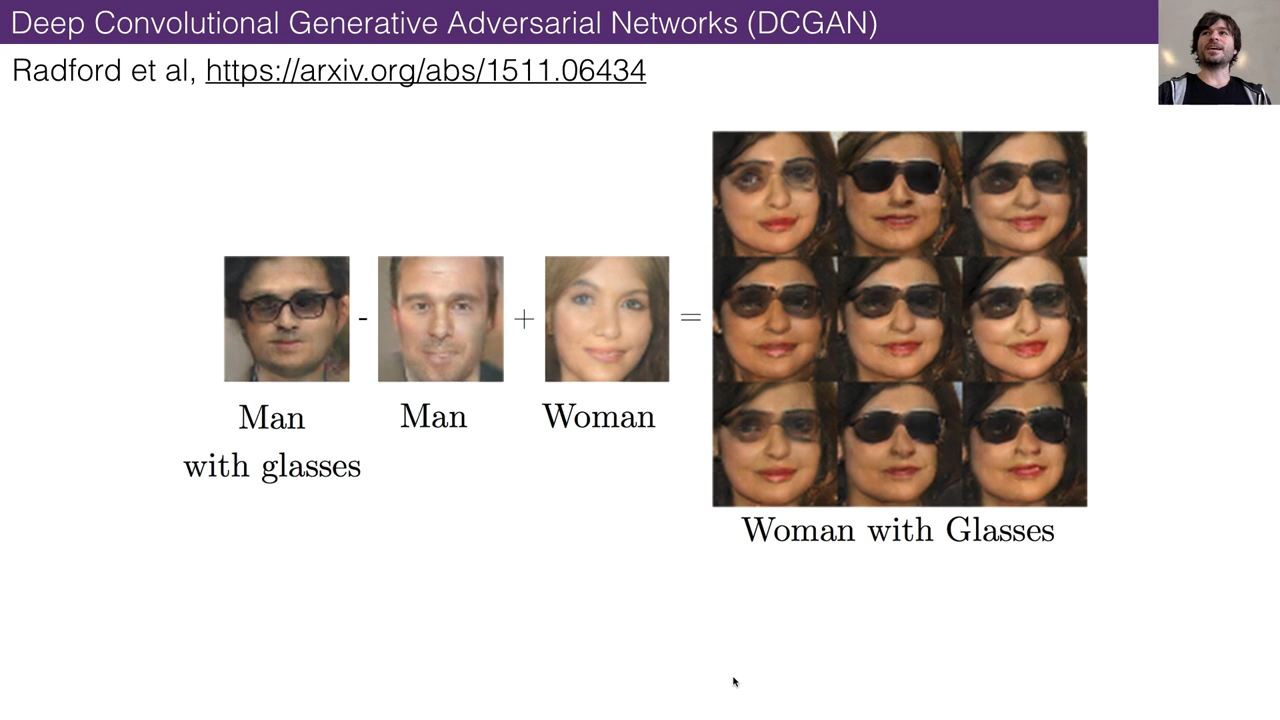 Deep Convolutional Generative Adversarial Networks (DCGAN)
Radford et al, https://arxiv.org/abs/1511.06434
- + =
Man
with glasses
Man
Woman
Woman with Glasses